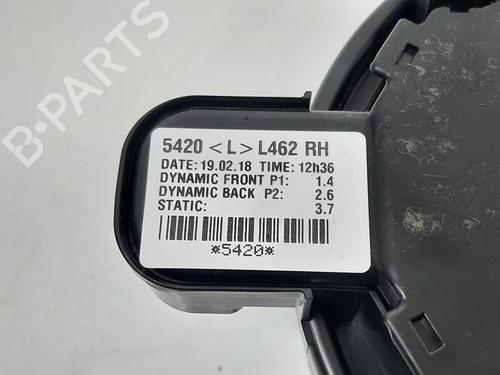 B-PARTS
5420 <L> L462 RH
DATE: 19.02.18 TIME: 12h36
DYNAMIC FRONT P1: 1.4
DYNAMIC BACK P2: 2.6
STATIC: 3.7
*5420*